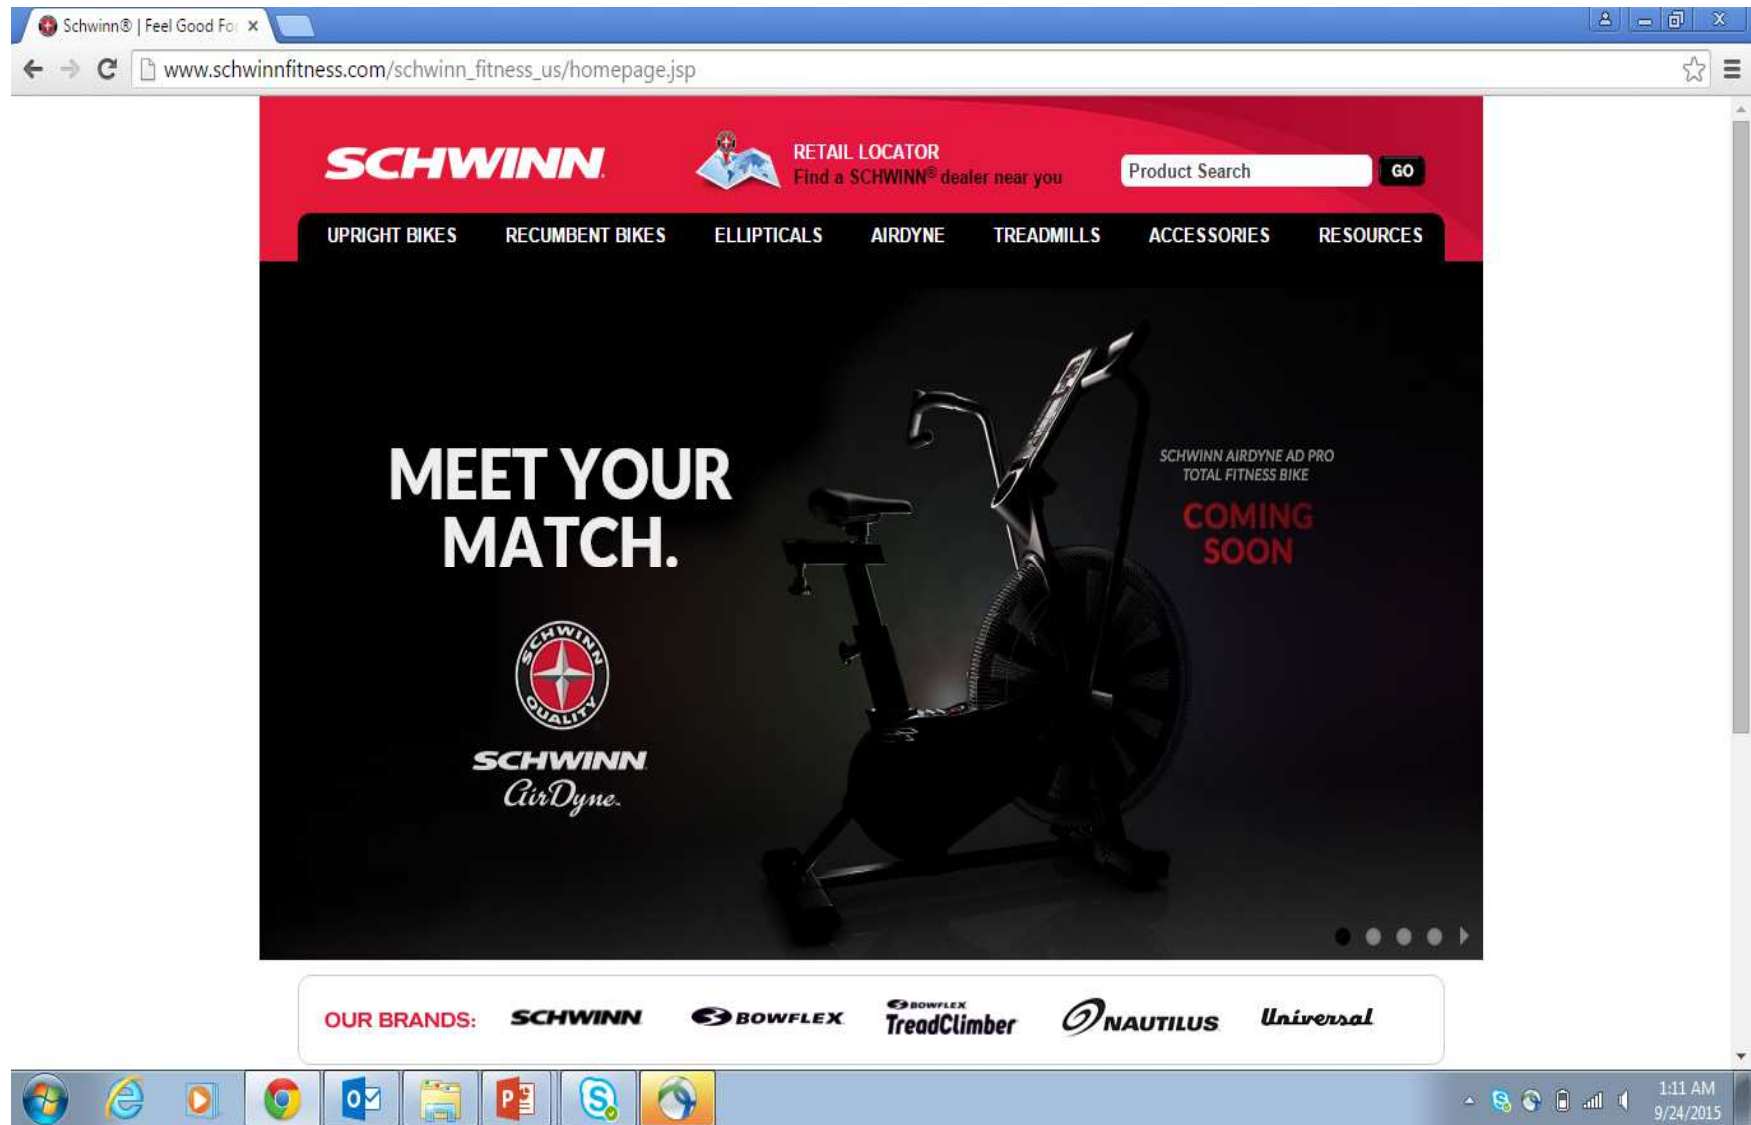 Schwinn® | Feel Good Fo
www.schwinnfitness.com/schwinn_fitness_us/homepage.jsp
SCHWINN
RETAIL LOCATOR
Find a SCHWINN® dealer near you
Product Search
GO
UPRIGHT BIKES
RECUMBENT BIKES
ELLIPTICALS
AIRDYNE
TREADMILLS
ACCESSORIES
RESOURCES
MEET YOUR
MATCH.
SCHWINN AIRDYNE AD PRO
TOTAL FITNESS BIKE
COMING
SOON
SCHWINN
QUALITY
SCHWINN
AirDyne
OUR BRANDS:
SCHWINN
BOWFLEX
BOWFLEX
TreadClimber
NAUTILUS
Universal
1:11 AM
9/24/2015